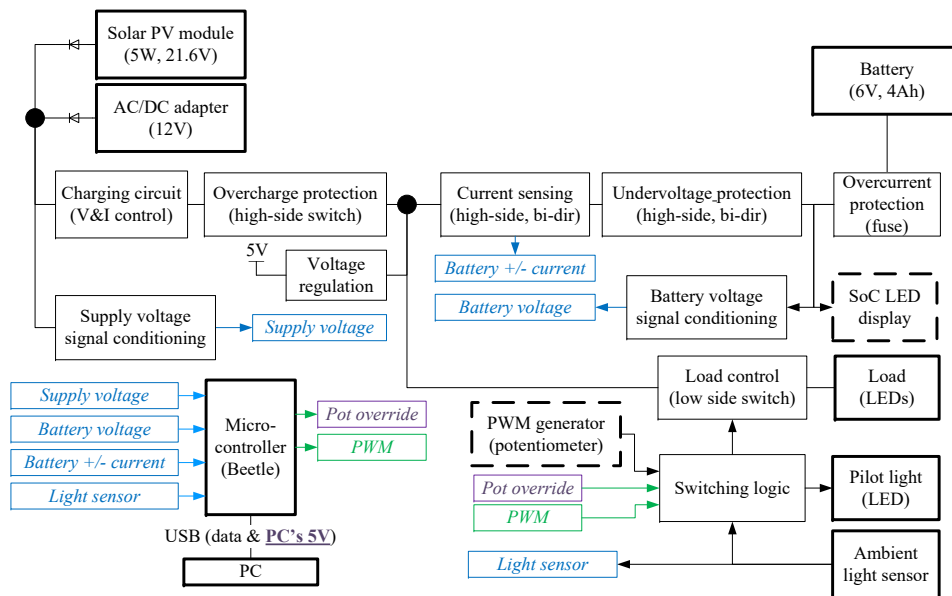 Solar PV module
(5W, 21.6V)
AC/DC adapter
(12V)
Battery
(6V, 4Ah)
Charging circuit
(V&I control)
Overcharge protection
(high-side switch)
Current sensing
(high-side, bi-dir)
Undervoltage protection
(high-side, bi-dir)
Overcurrent
protection
(fuse)
5V
Voltage
regulation
Battery +/- current
Battery voltage
Battery voltage
signal conditioning
SoC LED
display
Supply voltage
signal conditioning
Supply voltage
Load control
(low side switch)
Load
(LEDs)
Supply voltage
Battery voltage
Battery +/- current
Light sensor
Micro-
controller
(Beetle)
Pot override
PWM
USB (data & PC's 5V)
PC
PWM generator
(potentiometer)
Pot override
PWM
Switching logic
Pilot light
(LED)
Light sensor
Ambient
light sensor